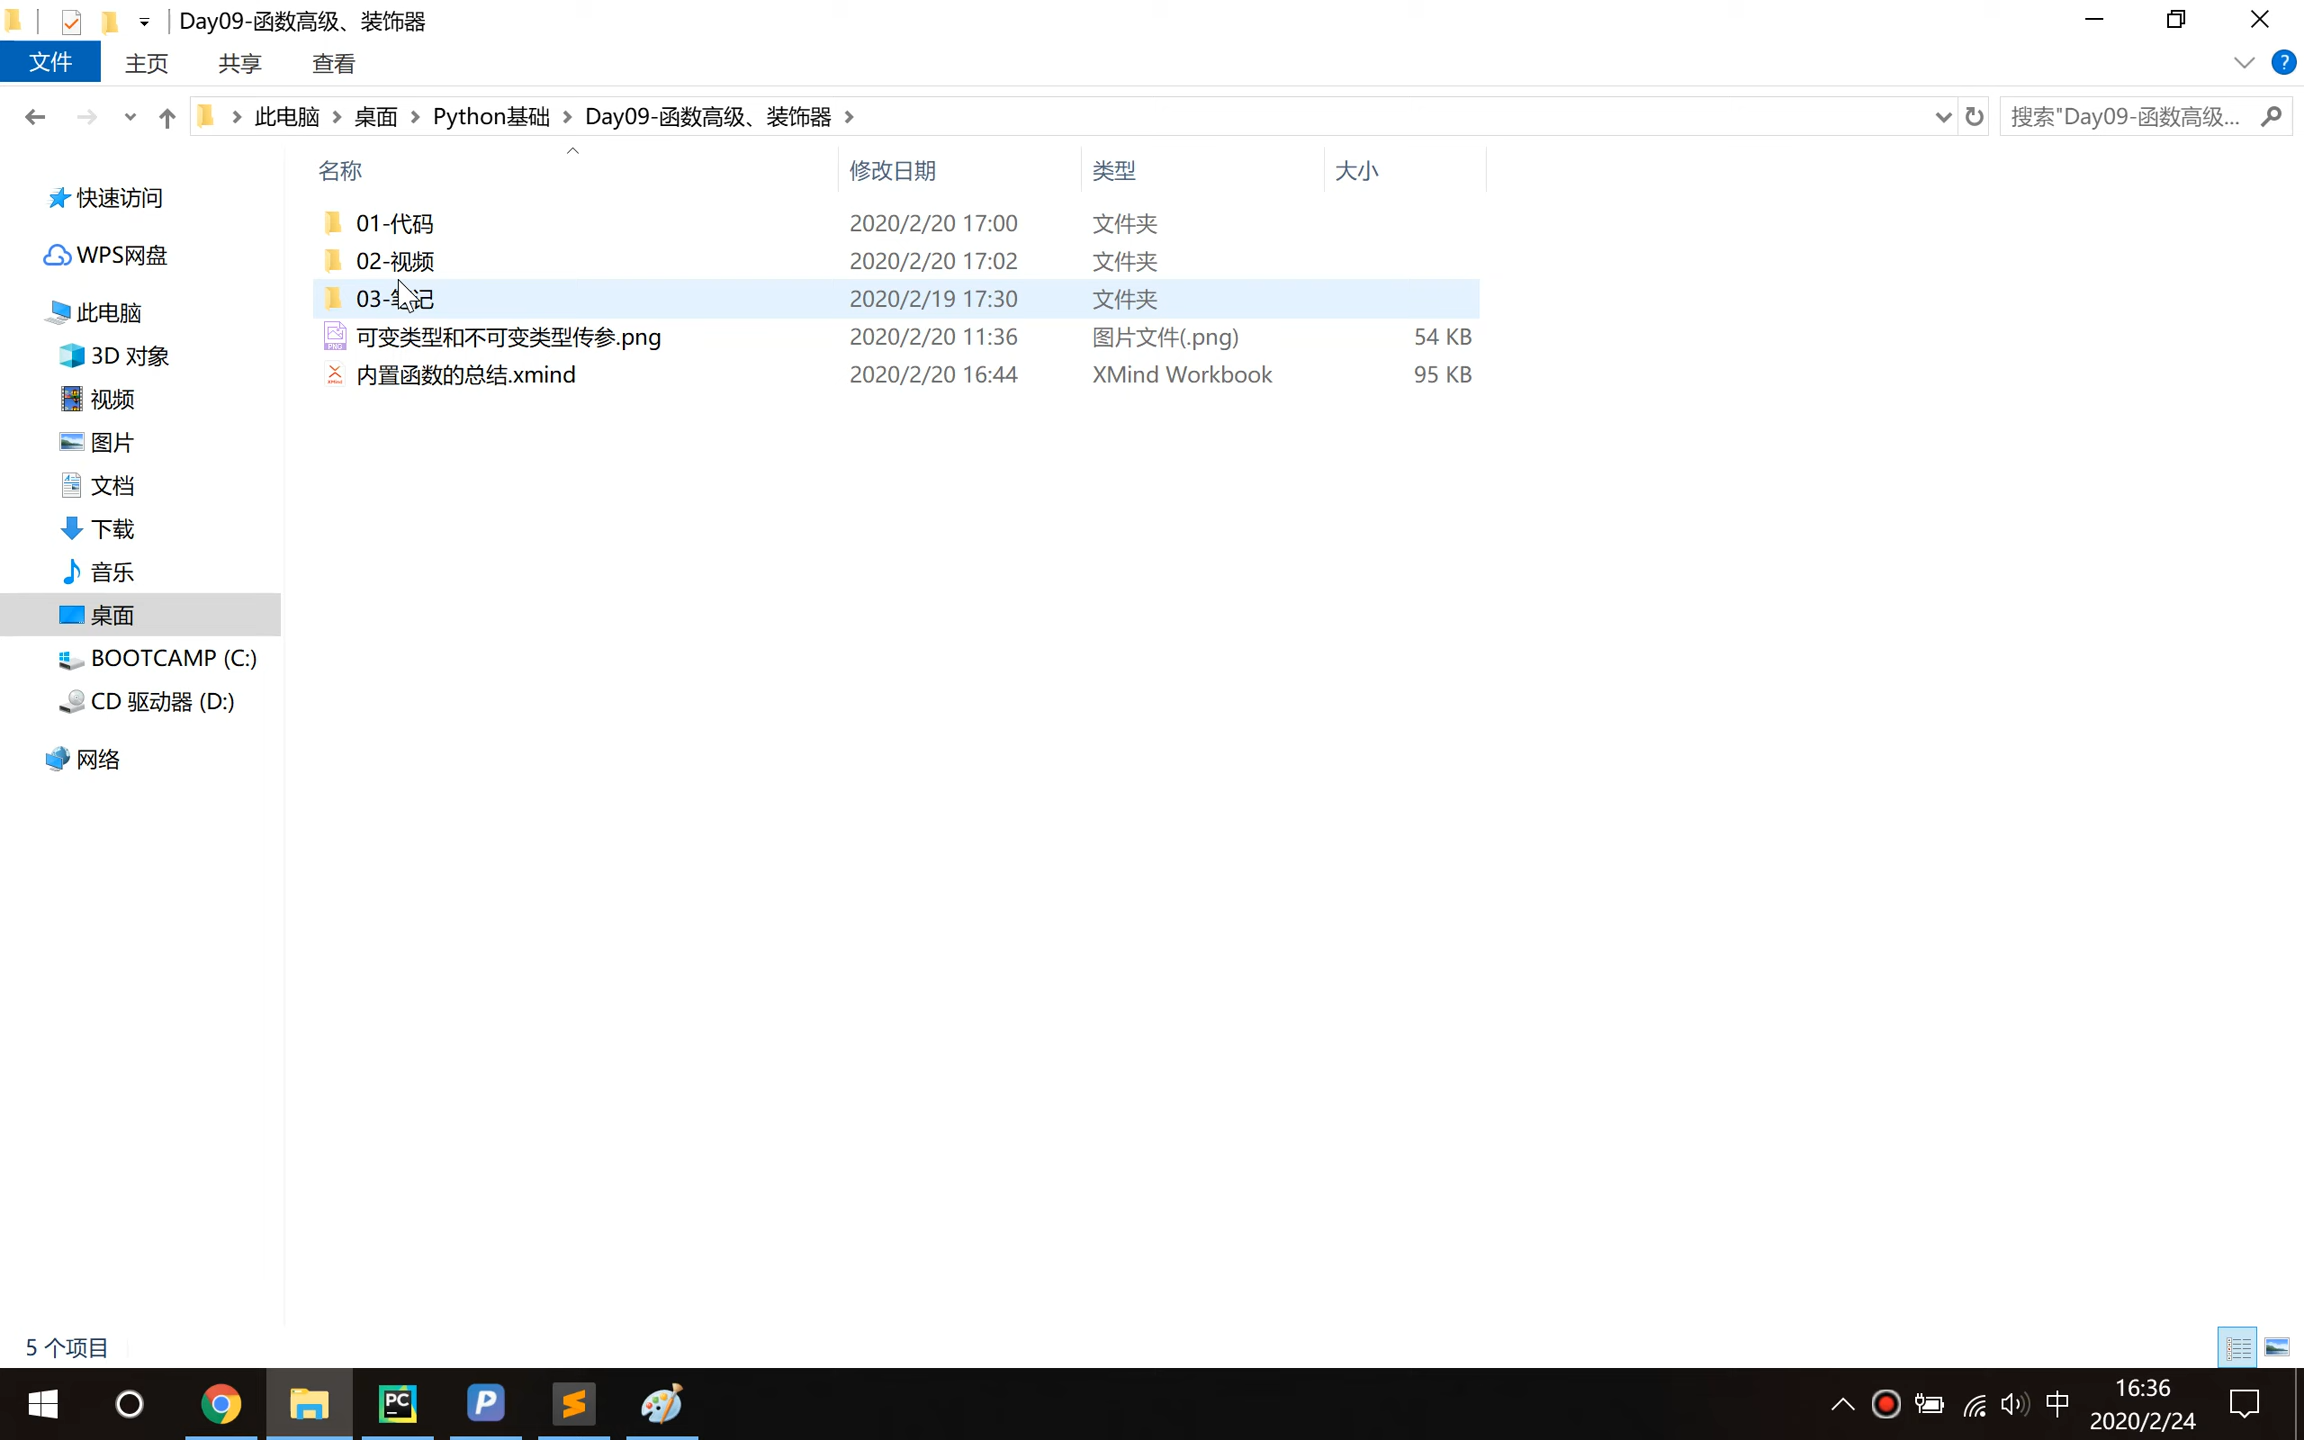 Day09-函数高级、装饰器
文件 主页 共享 查看
此电脑 桌面 Python基础 Day09-函数高级、装饰器
搜索"Day09-函数高级...
名称 修改日期 类型 大小
快速访问
WPS网盘
此电脑
3D 对象
视频
图片
文档
下载
音乐
桌面
BOOTCAMP (C:)
CD 驱动器 (D:)
网络
01-代码 2020/2/20 17:00 文件夹
02-视频 2020/2/20 17:02 文件夹
03-笔记 2020/2/19 17:30 文件夹
可变类型和不可变类型传参.png 2020/2/20 11:36 图片文件(.png) 54 KB
内置函数的总结.xmind 2020/2/20 16:44 XMind Workbook 95 KB
5 个项目
PC
P
中
16:36
2020/2/24